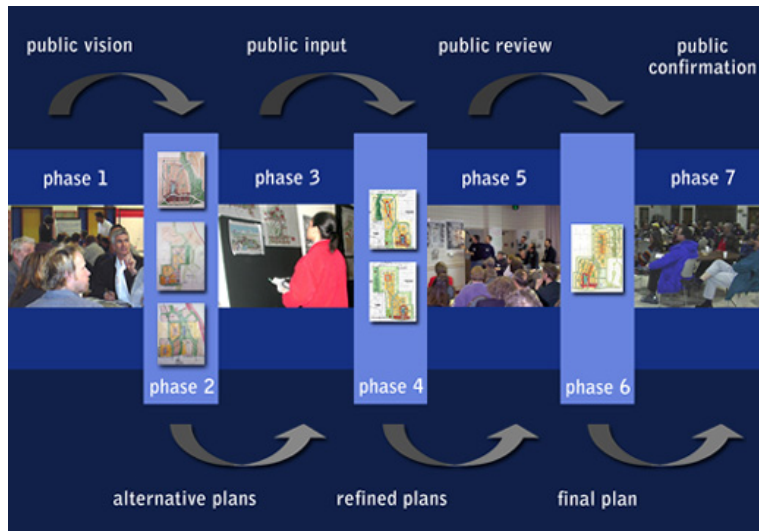 public vision
public input
public review
public
confirmation
phase 1
phase 3
phase 5
phase 7
phase 2
phase 4
phase 6
alternative plans
refined plans
final plan